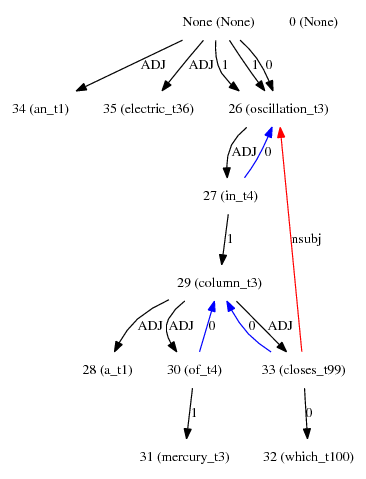 None (None) 0 (None)
ADJ ADJ 1 1 0
34 (an_t1) 35 (electric_t36) 26 (oscillation_t3)
ADJ 0
27 (in_t4)
1 nsubj
29 (column_t3)
ADJ ADJ 0 0 ADJ
28 (a_t1) 30 (of_t4) 33 (closes_t99)
1 0
31 (mercury_t3) 32 (which_t100)